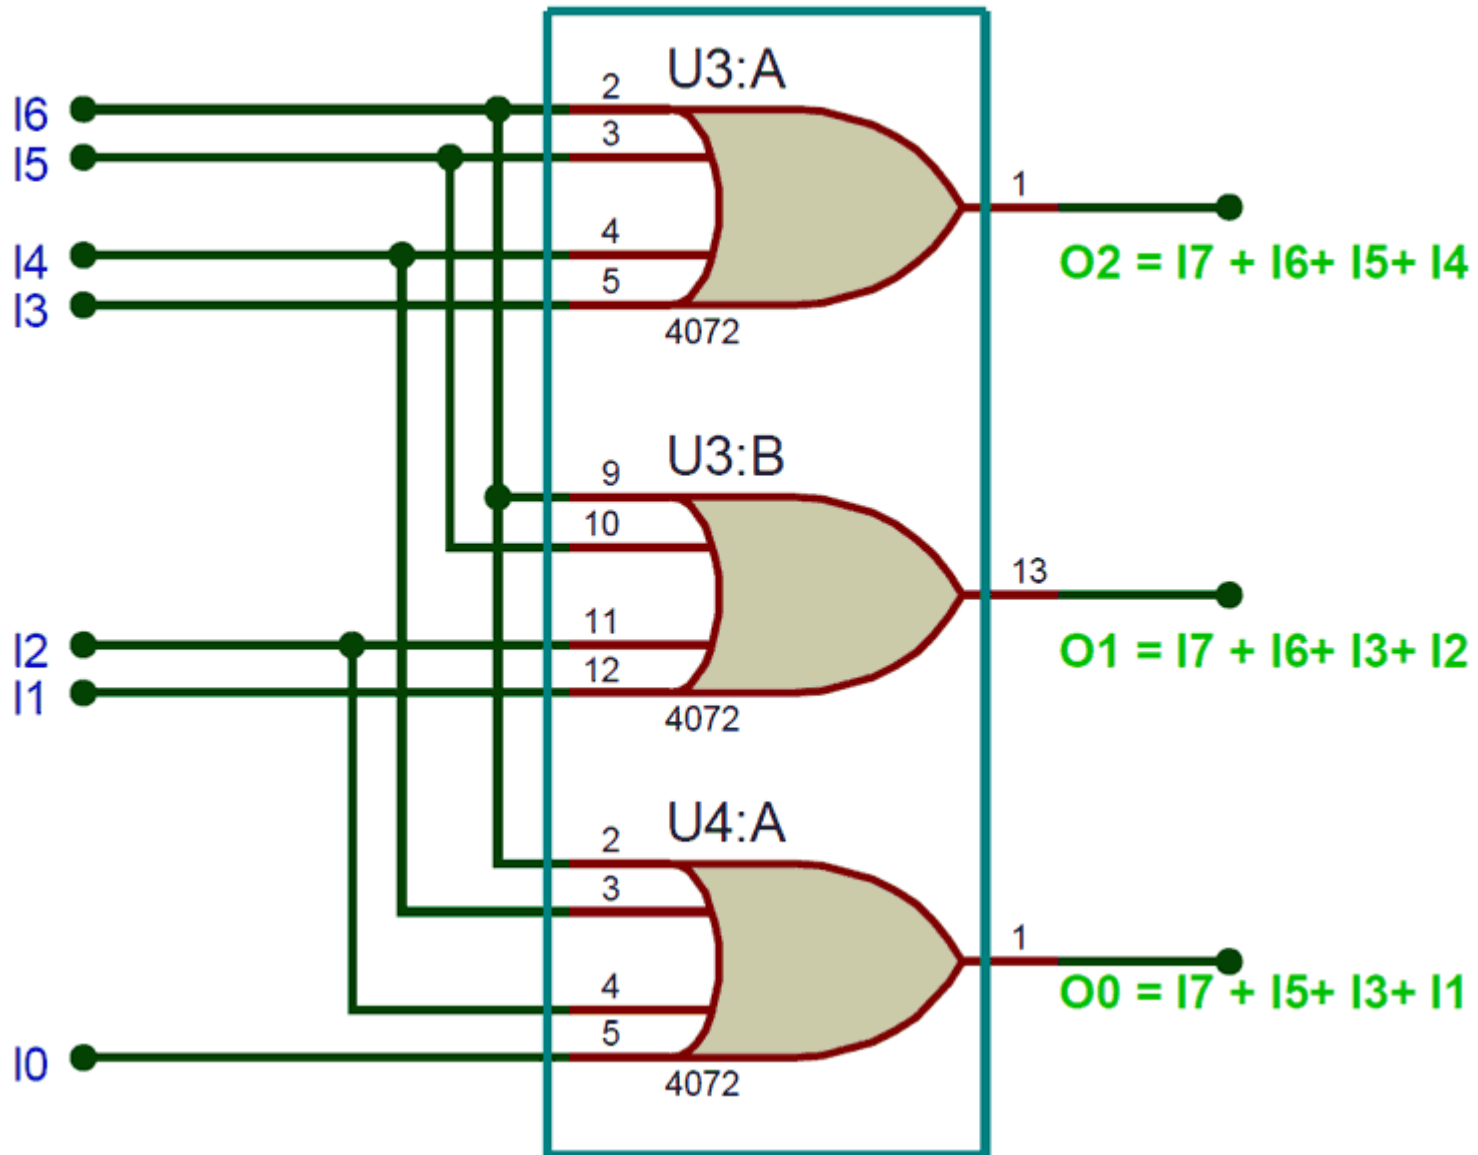 U3:A
I6
2
I5
3
1
I4
4
O2 = I7 + I6+ I5+ I4
I3
5
4072
U3:B
9
10
13
I2
11
O1 = I7 + I6+ I3+ I2
I1
12
4072
U4:A
2
3
1
4
O0 = I7 + I5+ I3+ I1
I0
5
4072